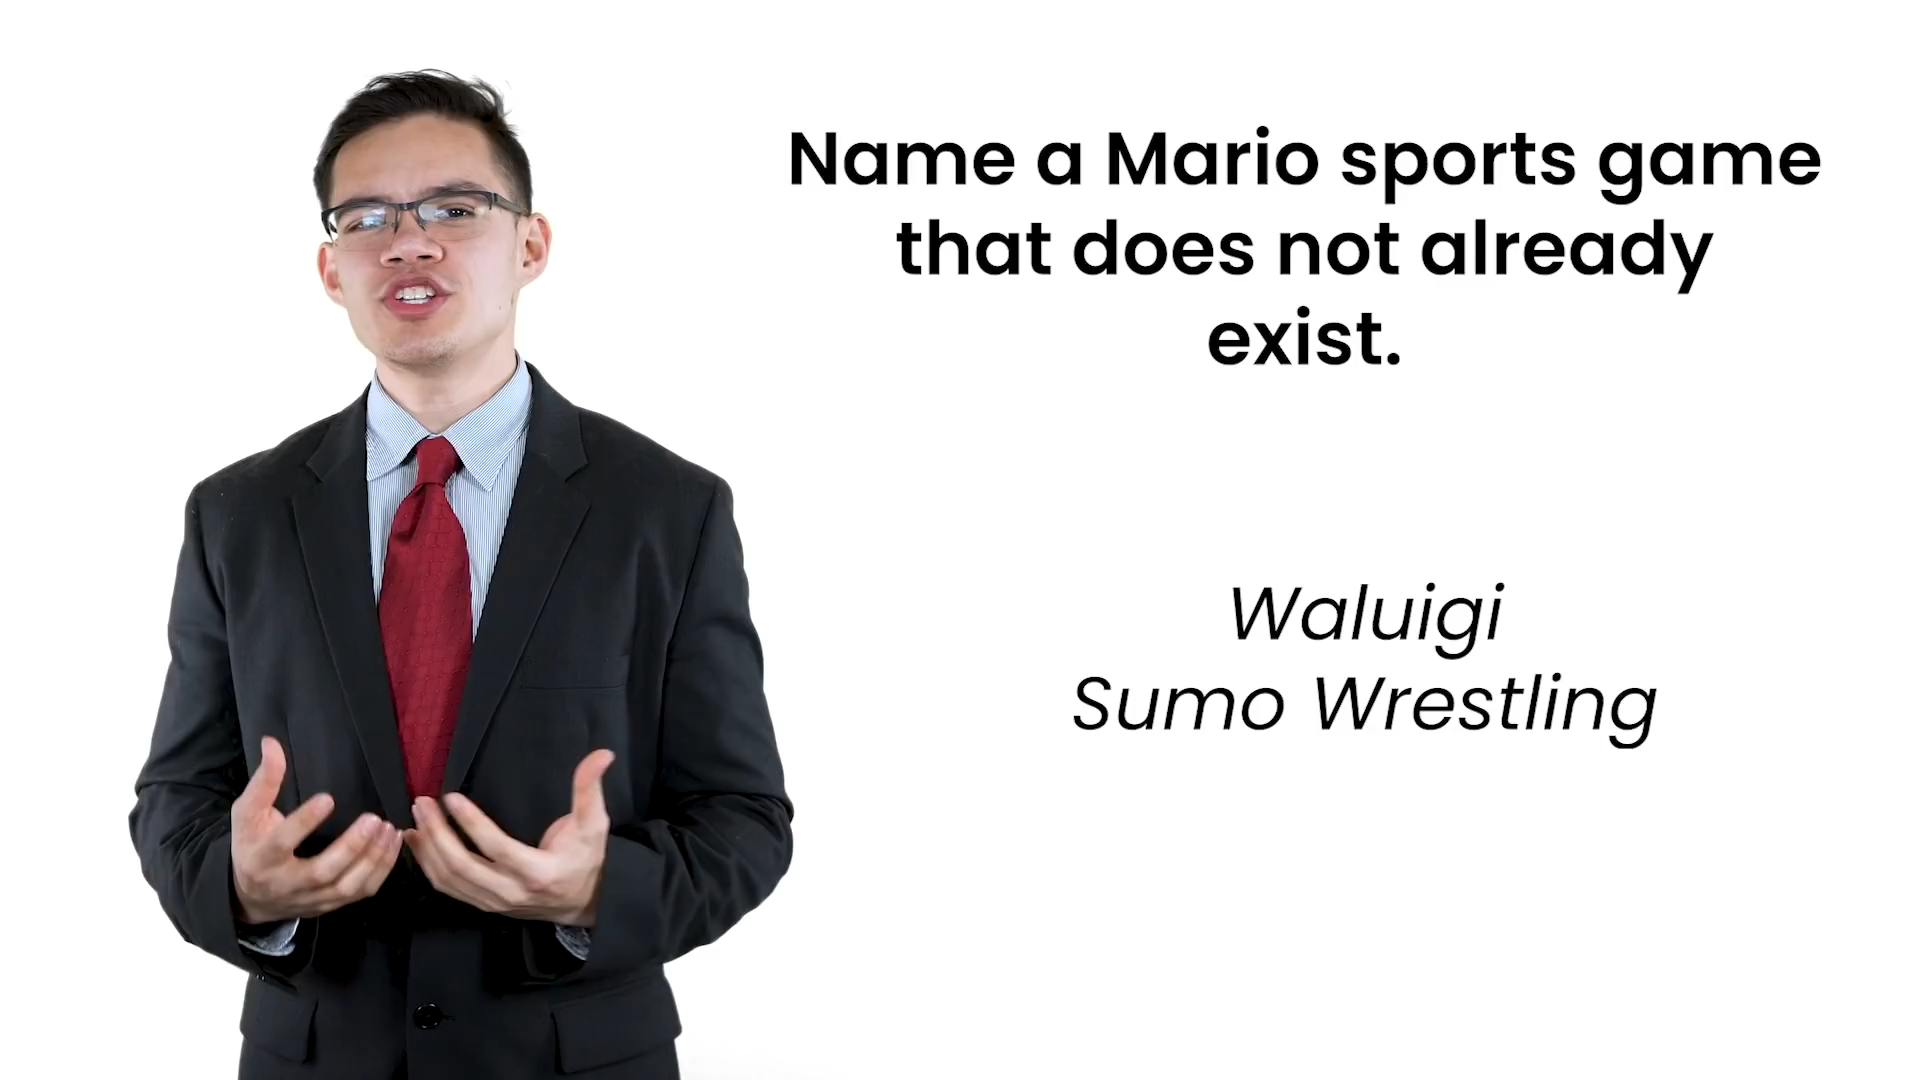 Name a Mario sports game
that does not already
exist.
Waluigi
Sumo Wrestling